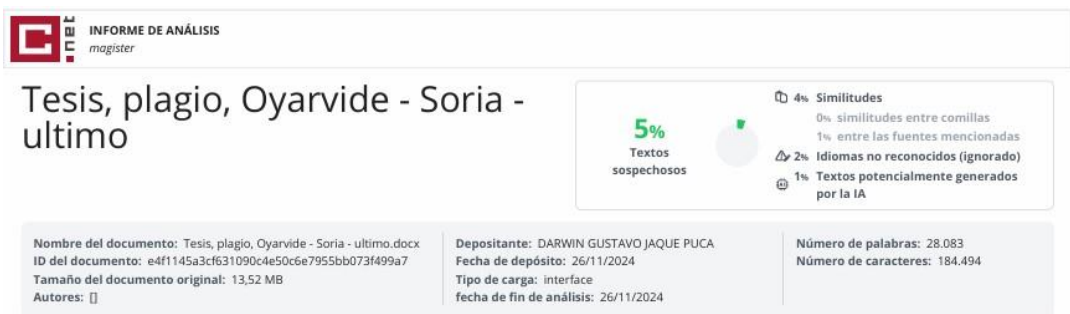 C.net
INFORME DE ANÁLISIS
magister
Tesis, plagio, Oyarvide - Soria -
ultimo
5%
Textos
sospechosos
4% Similitudes
0% similitudes entre comillas
1% entre las fuentes mencionadas
2% Idiomas no reconocidos (ignorado)
1% Textos potencialmente generados
por la IA
Nombre del documento: Tesis, plagio, Oyarvide - Soria - ultimo.docx
ID del documento: e4f1145a3cf631090c4e50c6e7955bb073f499a7
Tamaño del documento original: 13,52 MB
Autores: []
Depositante: DARWIN GUSTAVO JAQUE PUCA
Fecha de depósito: 26/11/2024
Tipo de carga: interface
fecha de fin de análisis: 26/11/2024
Número de palabras: 28.083
Número de caracteres: 184.494